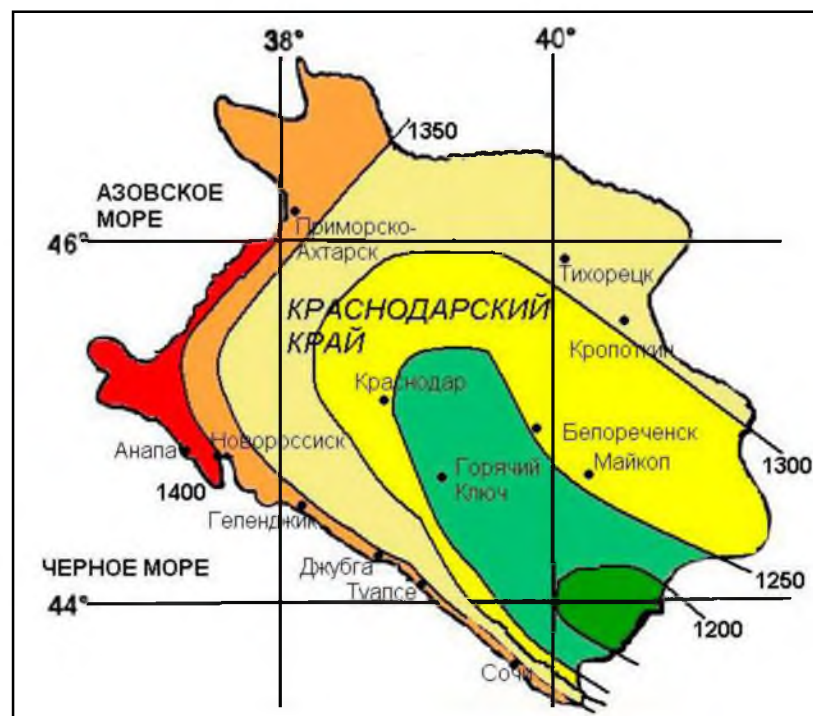 38°
40°
1350
АЗОВСКОЕ
МОРЕ
Приморско-
Ахтарск
46°
Тихорецк
КРАСНОДАРСКИЙ
КРАЙ
Кропоткин
Краснодар
Белореченск
Анапа
Новороссиск
Майкоп
1300
Горячий
Ключ
1400
Геленджик
ЧЕРНОЕ МОРЕ
Джубга
1250
Туапсе
44°
1200
Сочи